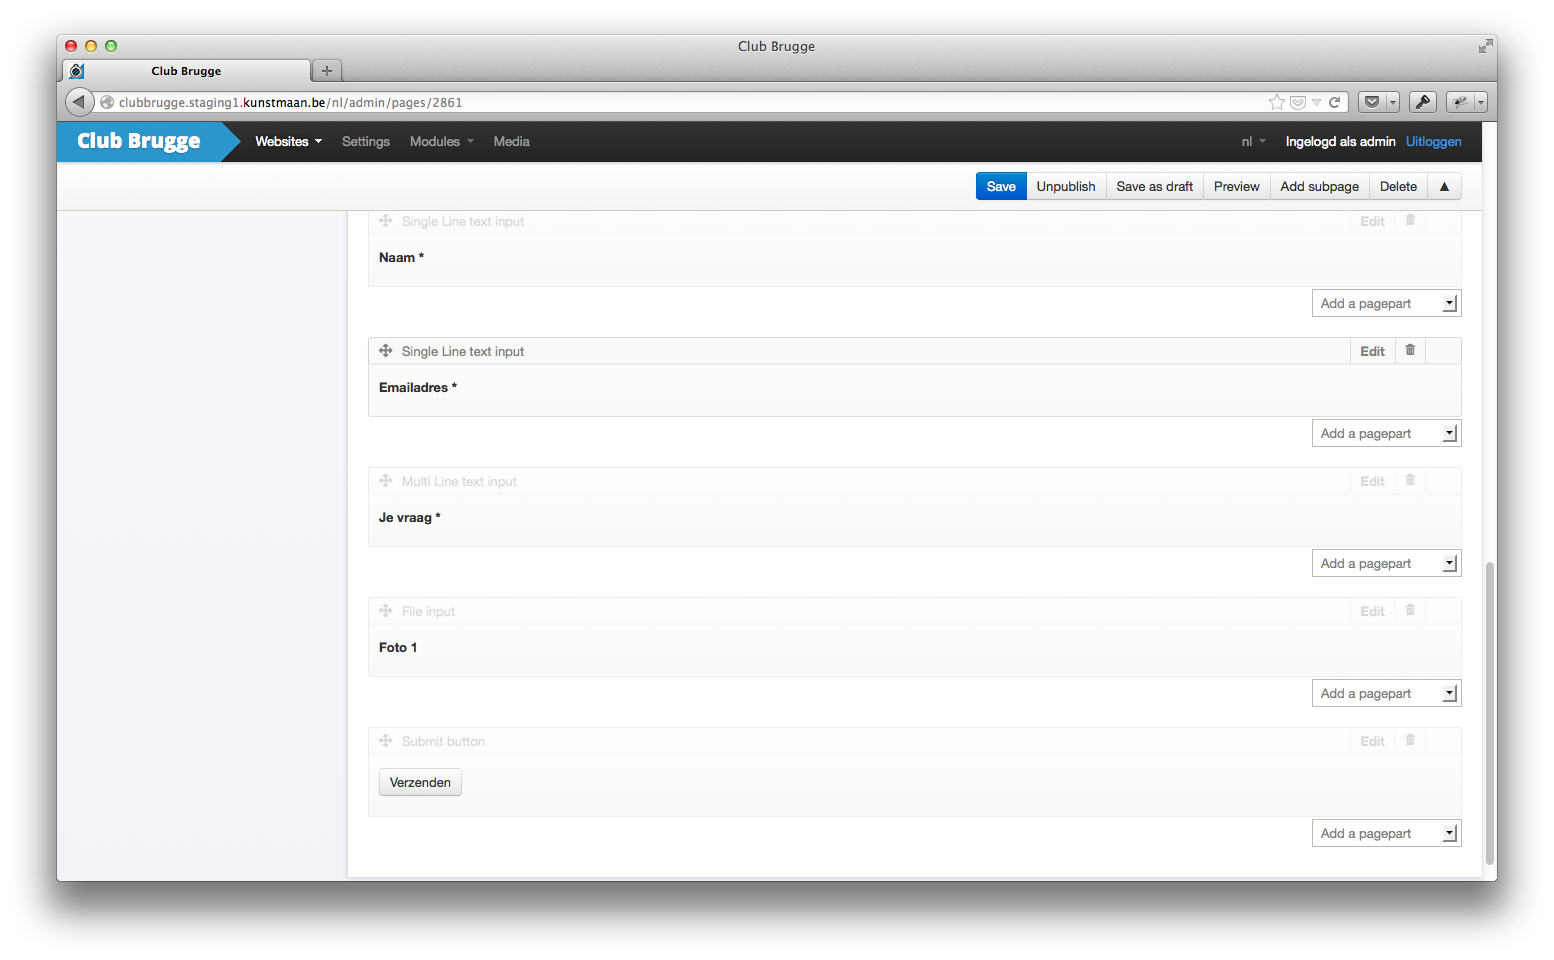 Club Brugge
Club Brugge
clubbrugge.staging1.kunstmaan.be/nl/admin/pages/2861
Club Brugge Websites Settings Modules Media nl Ingelogd als admin Uitloggen
Save Unpublish Save as draft Preview Add subpage Delete ▲
Single Line text input Edit
Naam *
Add a pagepart
Single Line text input Edit
Emailadres *
Add a pagepart
Multi Line text input Edit
Je vraag *
Add a pagepart
File input Edit
Foto 1
Add a pagepart
Submit button Edit
Verzenden
Add a pagepart